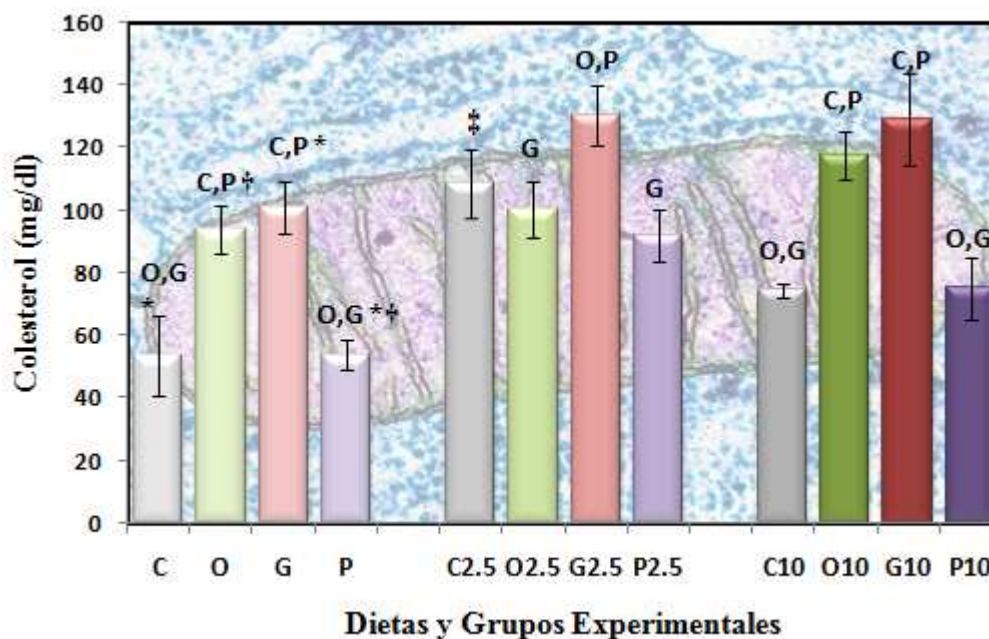 160
140
120
100
80
60
40
20
0
Colesterol (mg/dl)
O,G
*
C,P †
C,P *
O,G *†
‡
G
O,P
G
O,G
C,P
C,P
O,G
C O G P C2.5 O2.5 G2.5 P2.5 C10 O10 G10 P10
Dietas y Grupos Experimentales